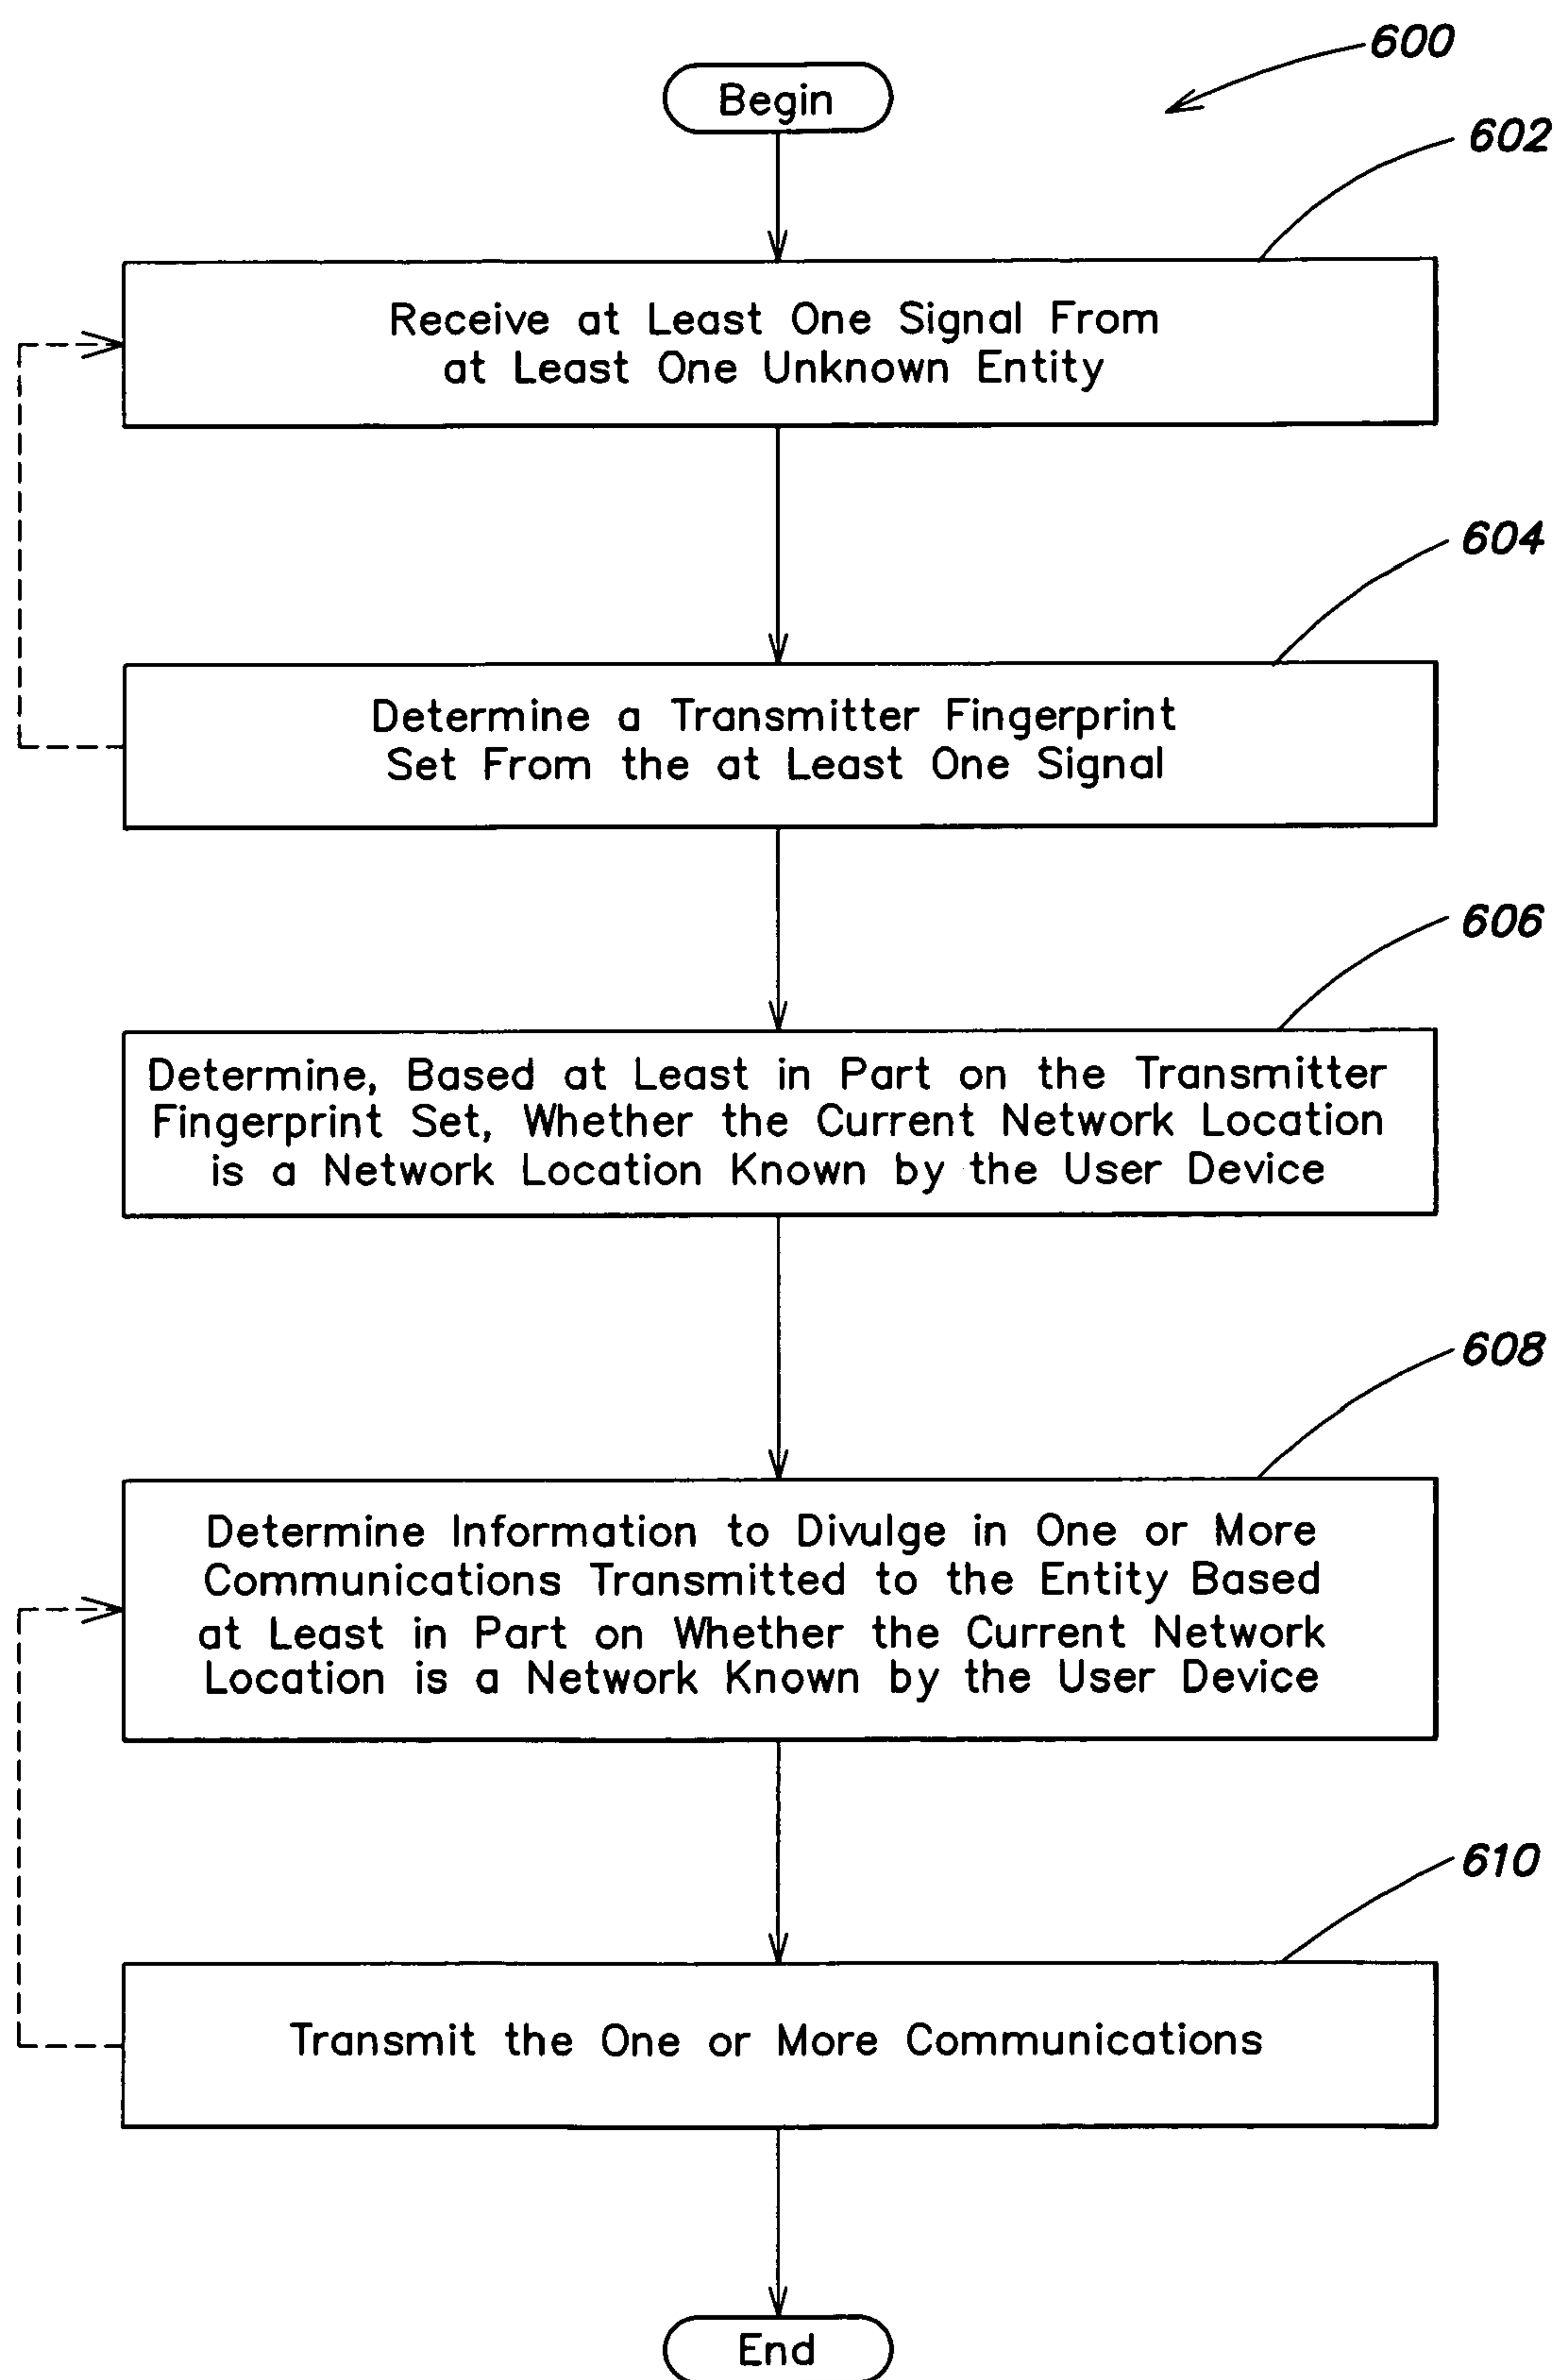 600
Begin
602
Receive at Least One Signal From
at Least One Unknown Entity
604
Determine a Transmitter Fingerprint
Set From the at Least One Signal
606
Determine, Based at Least in Part on the Transmitter
Fingerprint Set, Whether the Current Network Location
is a Network Location Known by the User Device
608
Determine Information to Divulge in One or More
Communications Transmitted to the Entity Based
at Least in Part on Whether the Current Network
Location is a Network Known by the User Device
610
Transmit the One or More Communications
End